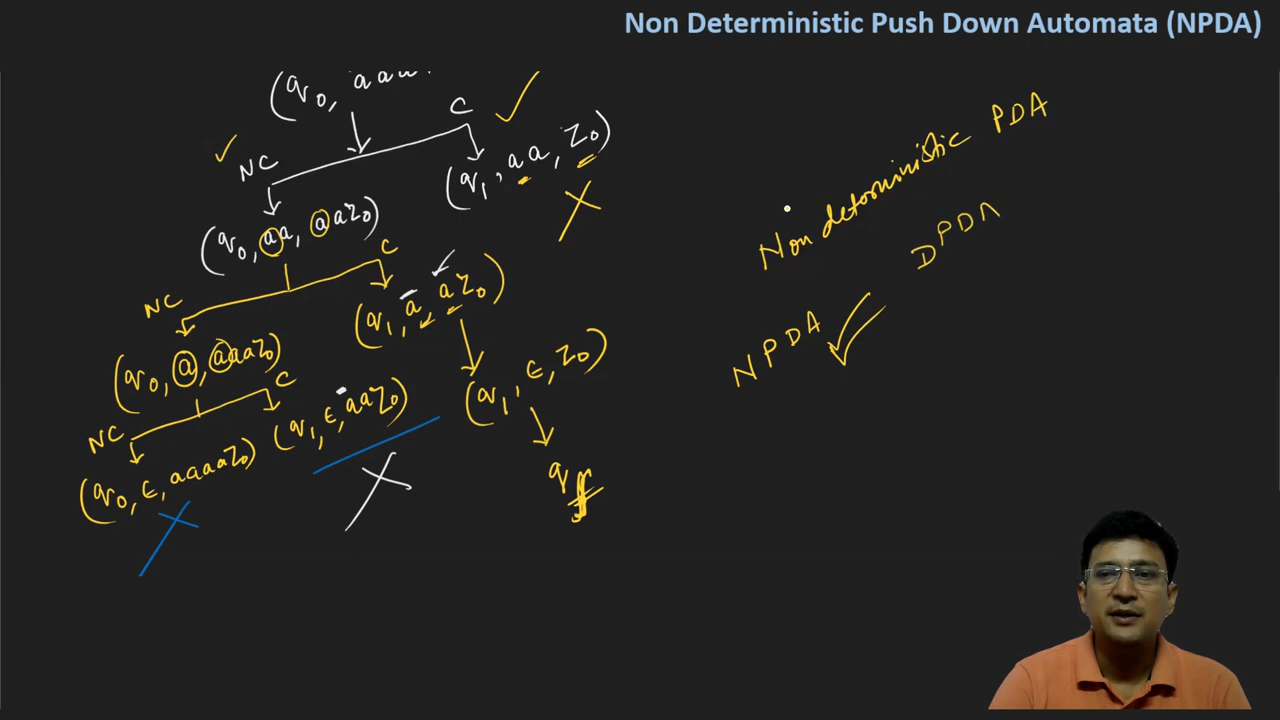 Non Deterministic Push Down Automata (NPDA)
(q0, aaa
C
NC
(q1, aa, Z0)
(q0, aa, aaZ0)
C
NC
(q1, a, aZ0)
(q0, a, aaaZ0)
C
NC
(q1, ε, aaZ0)
(q1, ε, Z0)
(q0, ε, aaaaZ0)
qf
Non deterministic PDA
DPDA
NPDA